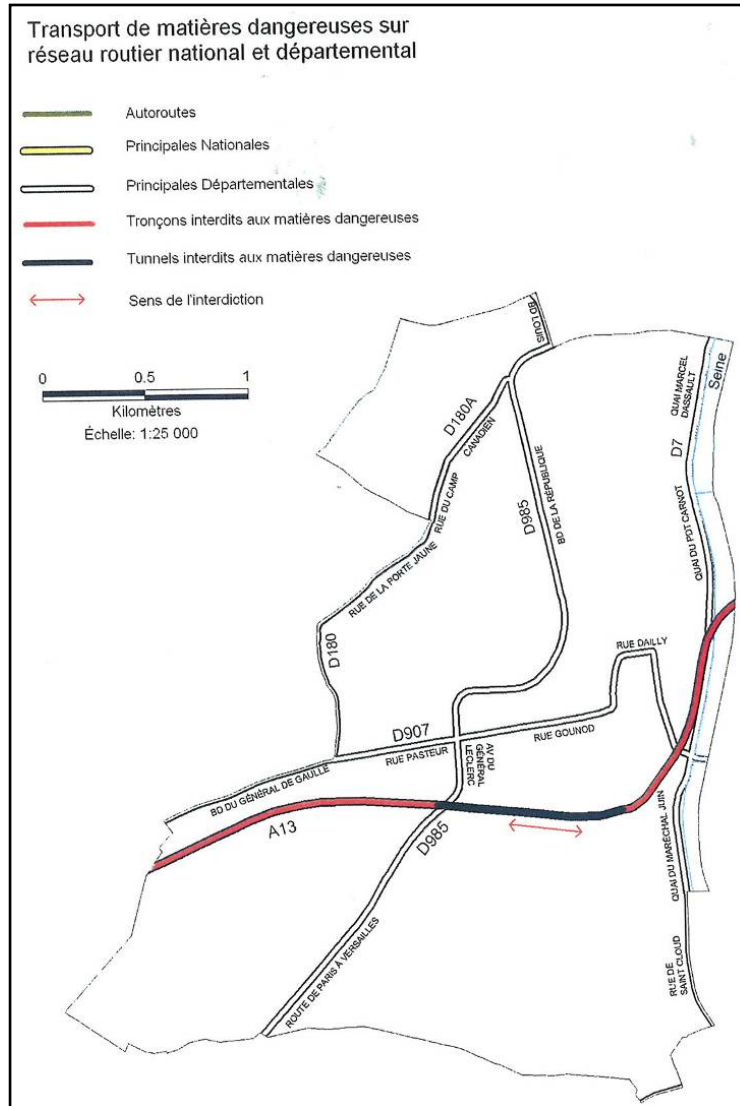 Transport de matières dangereuses sur
réseau routier national et départemental
Autoroutes
Principales Nationales
Principales Départementales
Tronçons interdits aux matières dangereuses
Tunnels interdits aux matières dangereuses
Sens de l'interdiction
0 0.5 1
Kilomètres
Échelle: 1:25 000
BD LOUIS
QUAI MARCEL
DASSAULT
Seine
D180A
CANADIEN
RUE DU CAMP
D7
BD DE LA RÉPUBLIQUE
D985
QUAI DU PDT CARNOT
RUE DE LA PORTE JAUNE
D180
RUE DAILLY
D907
RUE PASTEUR
RUE GOUNOD
AV DU
GÉNÉRAL
LECLERC
BD DU GÉNÉRAL DE GAULLE
A13
D985
QUAI DU MARÉCHAL JUIN
ROUTE DE PARIS À VERSAILLES
RUE DE
SAINT CLOUD